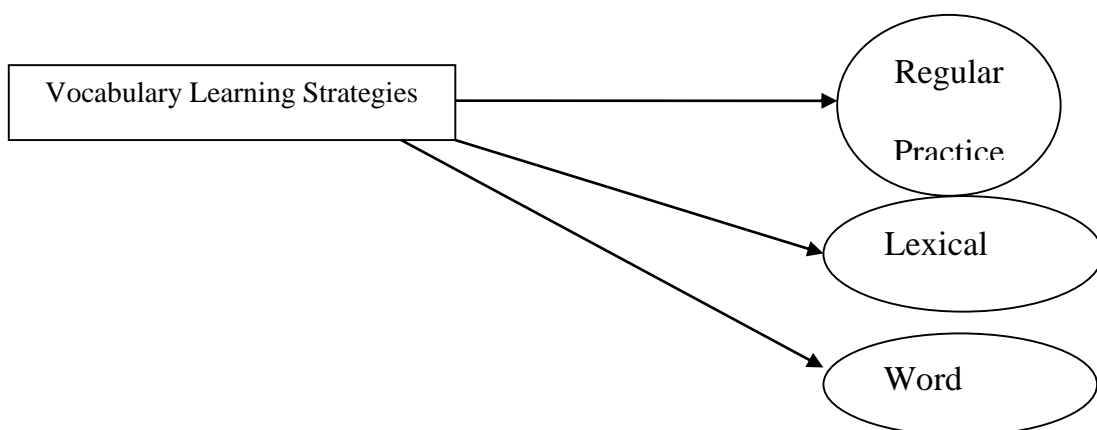 Vocabulary Learning Strategies
Regular
Practice
Lexical
Word